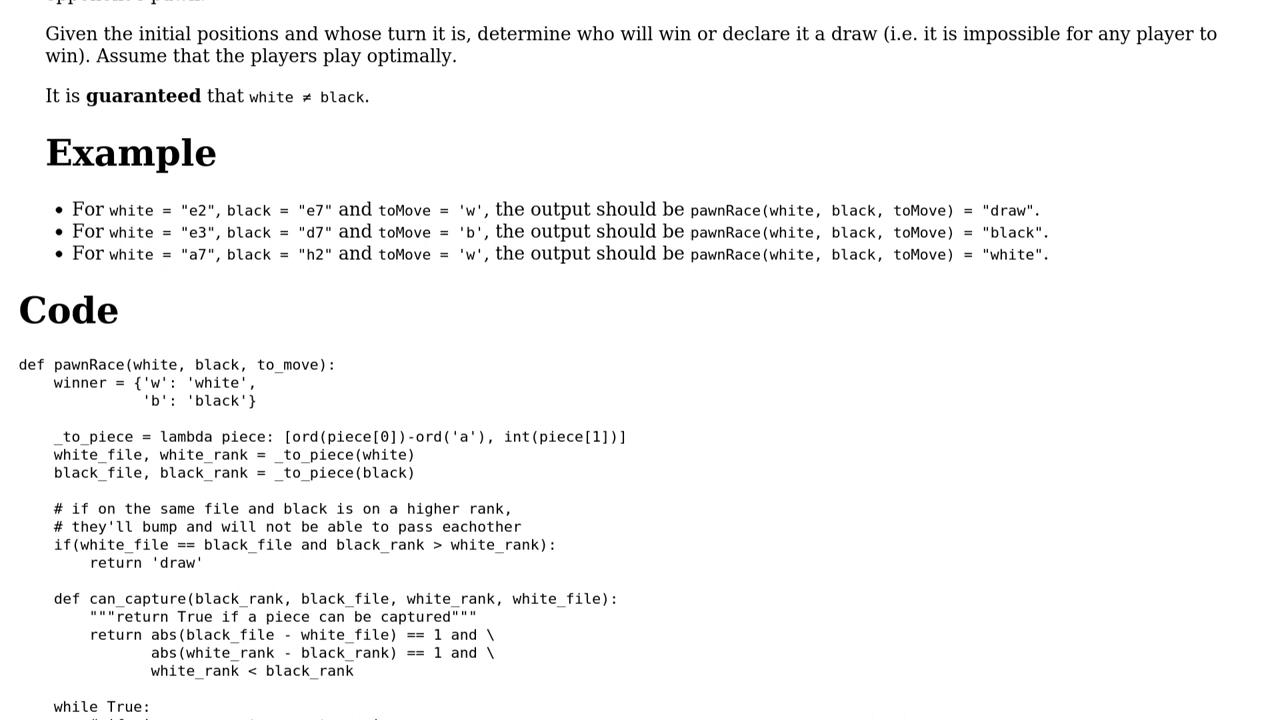 Given the initial positions and whose turn it is, determine who will win or declare it a draw (i.e. it is impossible for any player to
win). Assume that the players play optimally.
It is guaranteed that white ≠ black.
Example
• For white = "e2", black = "e7" and toMove = 'w', the output should be pawnRace(white, black, toMove) = "draw".
• For white = "e3", black = "d7" and toMove = 'b', the output should be pawnRace(white, black, toMove) = "black".
• For white = "a7", black = "h2" and toMove = 'w', the output should be pawnRace(white, black, toMove) = "white".
Code
def pawnRace(white, black, to_move):
    winner = {'w': 'white',
              'b': 'black'}
    _to_piece = lambda piece: [ord(piece[0])-ord('a'), int(piece[1])]
    white_file, white_rank = _to_piece(white)
    black_file, black_rank = _to_piece(black)
    # if on the same file and black is on a higher rank,
    # they'll bump and will not be able to pass eachother
    if(white_file == black_file and black_rank > white_rank):
        return 'draw'
    def can_capture(black_rank, black_file, white_rank, white_file):
        """return True if a piece can be captured"""
        return abs(black_file - white_file) == 1 and \
               abs(white_rank - black_rank) == 1 and \
               white_rank < black_rank
    while True: